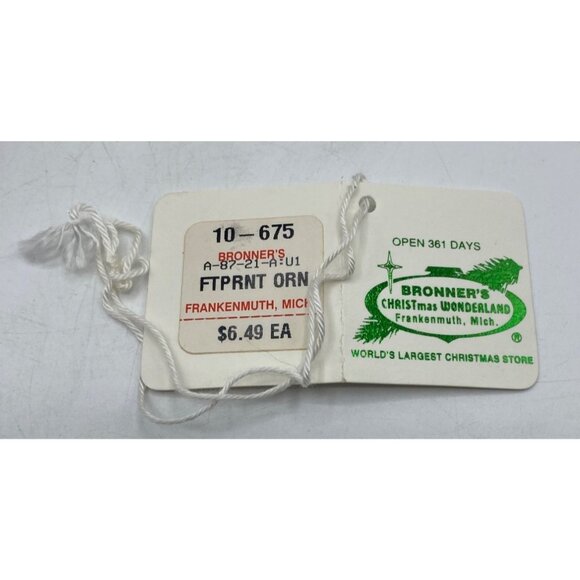 10-675
BRONNER'S
A-87-21-A:U1
FTPRNT ORN
FRANKENMUTH, MICH
$6.49 EA
OPEN 361 DAYS
BRONNER'S
CHRISTmas WONDERLAND
Frankenmuth, Mich.
®
WORLD'S LARGEST CHRISTMAS STORE